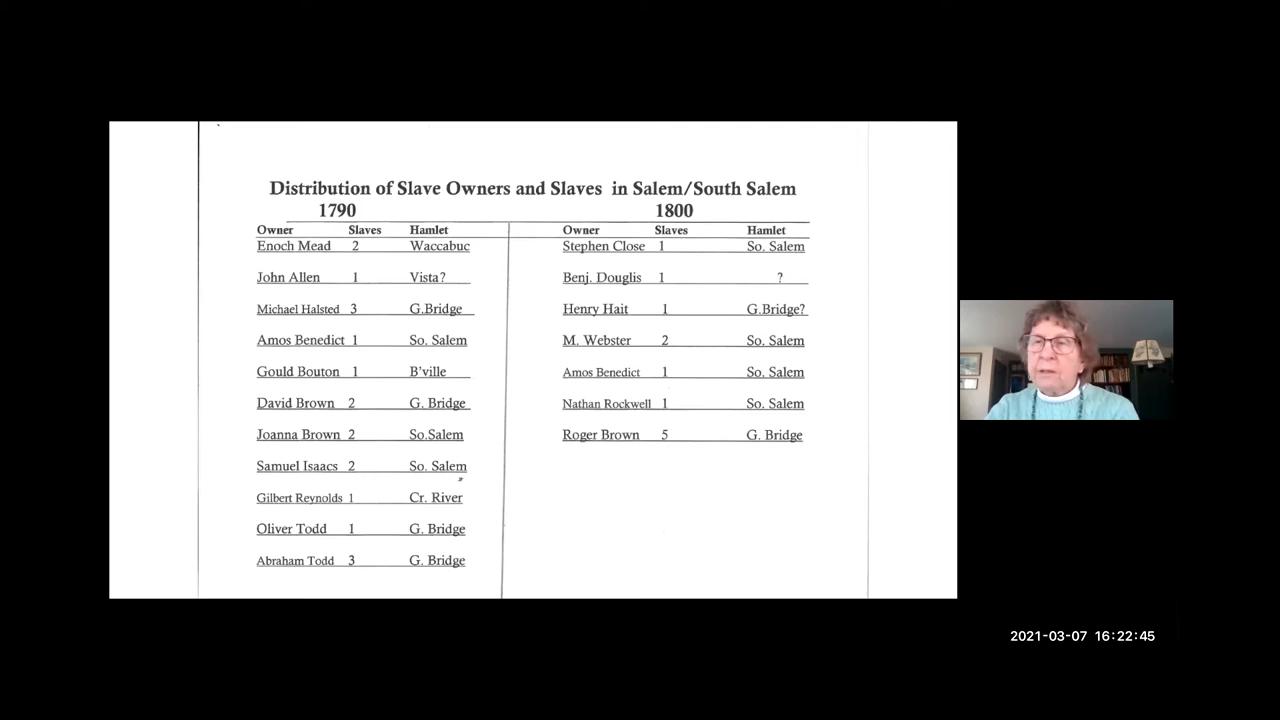 Distribution of Slave Owners and Slaves in Salem/South Salem
1790 1800
Owner Slaves Hamlet Owner Slaves Hamlet
Enoch Mead 2 Waccabuc Stephen Close 1 So. Salem
John Allen 1 Vista? Benj. Douglis 1 ?
Michael Halsted 3 G.Bridge Henry Hait 1 G.Bridge?
Amos Benedict 1 So. Salem M. Webster 2 So. Salem
Gould Bouton 1 B'ville Amos Benedict 1 So. Salem
David Brown 2 G. Bridge Nathan Rockwell 1 So. Salem
Joanna Brown 2 So.Salem Roger Brown 5 G. Bridge
Samuel Isaacs 2 So. Salem
Gilbert Reynolds 1 Cr. River
Oliver Todd 1 G. Bridge
Abraham Todd 3 G. Bridge
2021-03-07 16:22:45